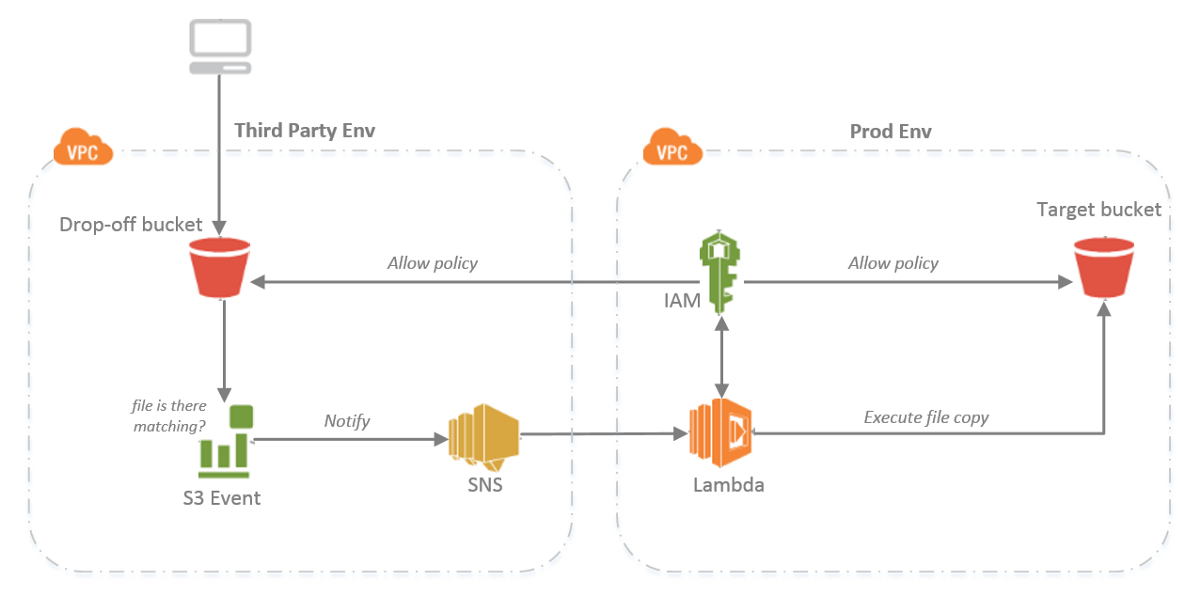 Third Party Env
Prod Env
VPC
VPC
Drop-off bucket
Target bucket
Allow policy
Allow policy
IAM
file is there
matching?
Notify
Execute file copy
S3 Event
SNS
Lambda